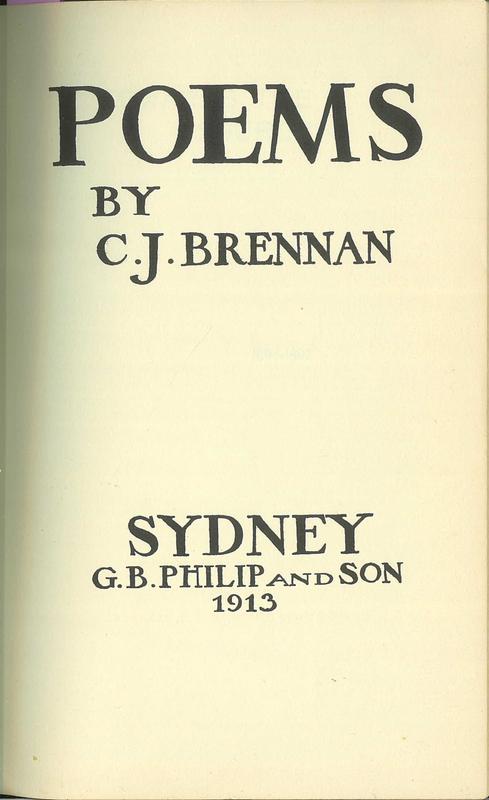 POEMS
BY
C.J. BRENNAN
SYDNEY
G.B. PHILIP AND SON
1913